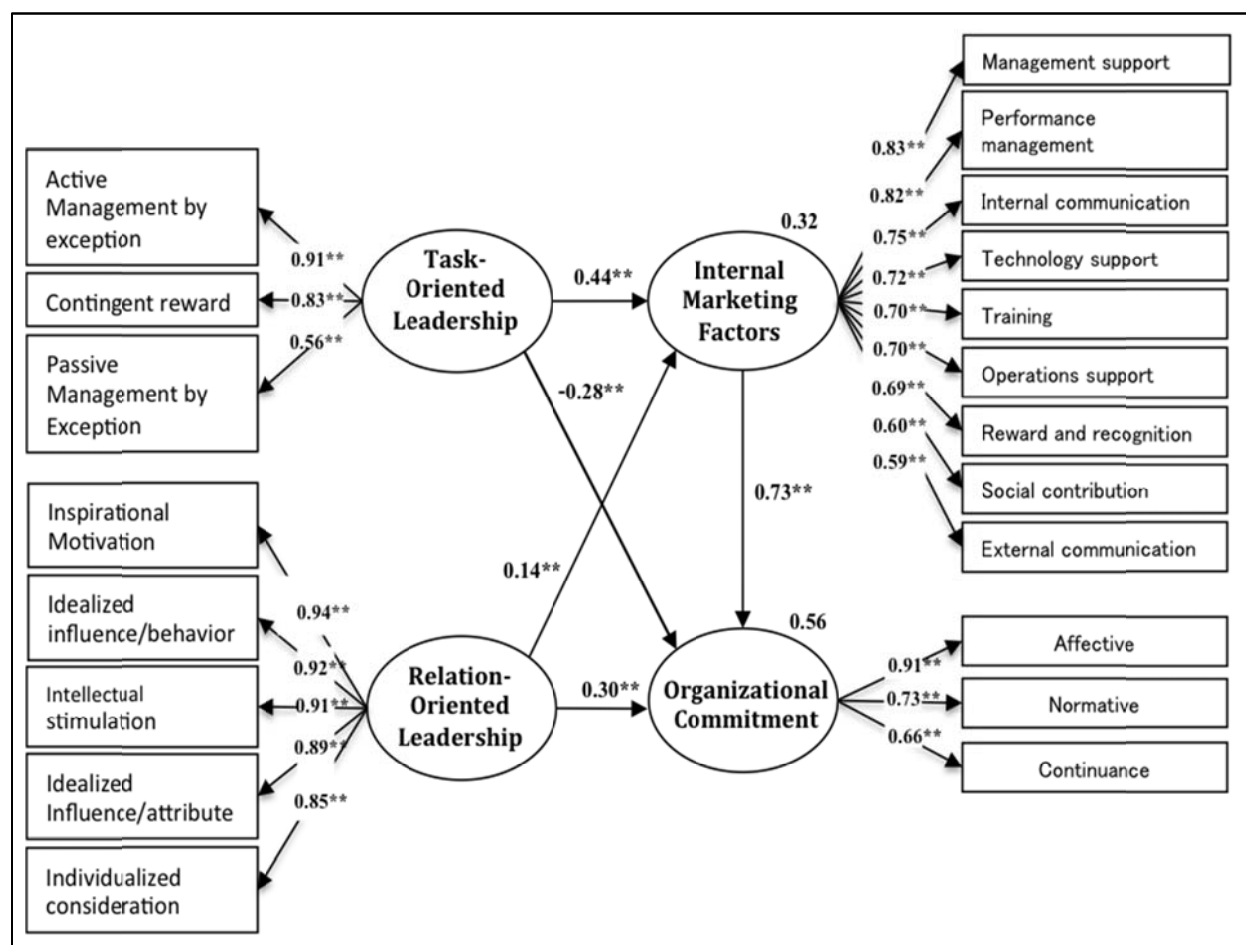 Active
Management by
exception
Contingent reward
Passive
Management by
Exception
0.91**
0.83**
0.56**
Inspirational
Motivation
Idealized
influence/behavior
Intellectual
stimulation
Idealized
Influence/attribute
Individualized
consideration
0.94**
0.92**
0.91**
0.89**
0.85**
Task-
Oriented
Leadership
Relation-
Oriented
Leadership
0.44**
-0.28**
0.14**
0.30**
0.32
Internal
Marketing
Factors
0.73**
0.56
Organizational
Commitment
0.83**
0.82**
0.75**
0.72**
0.70**
0.70**
0.69**
0.60**
0.59**
Management support
Performance
management
Internal communication
Technology support
Training
Operations support
Reward and recognition
Social contribution
External communication
0.91**
0.73**
0.66**
Affective
Normative
Continuance